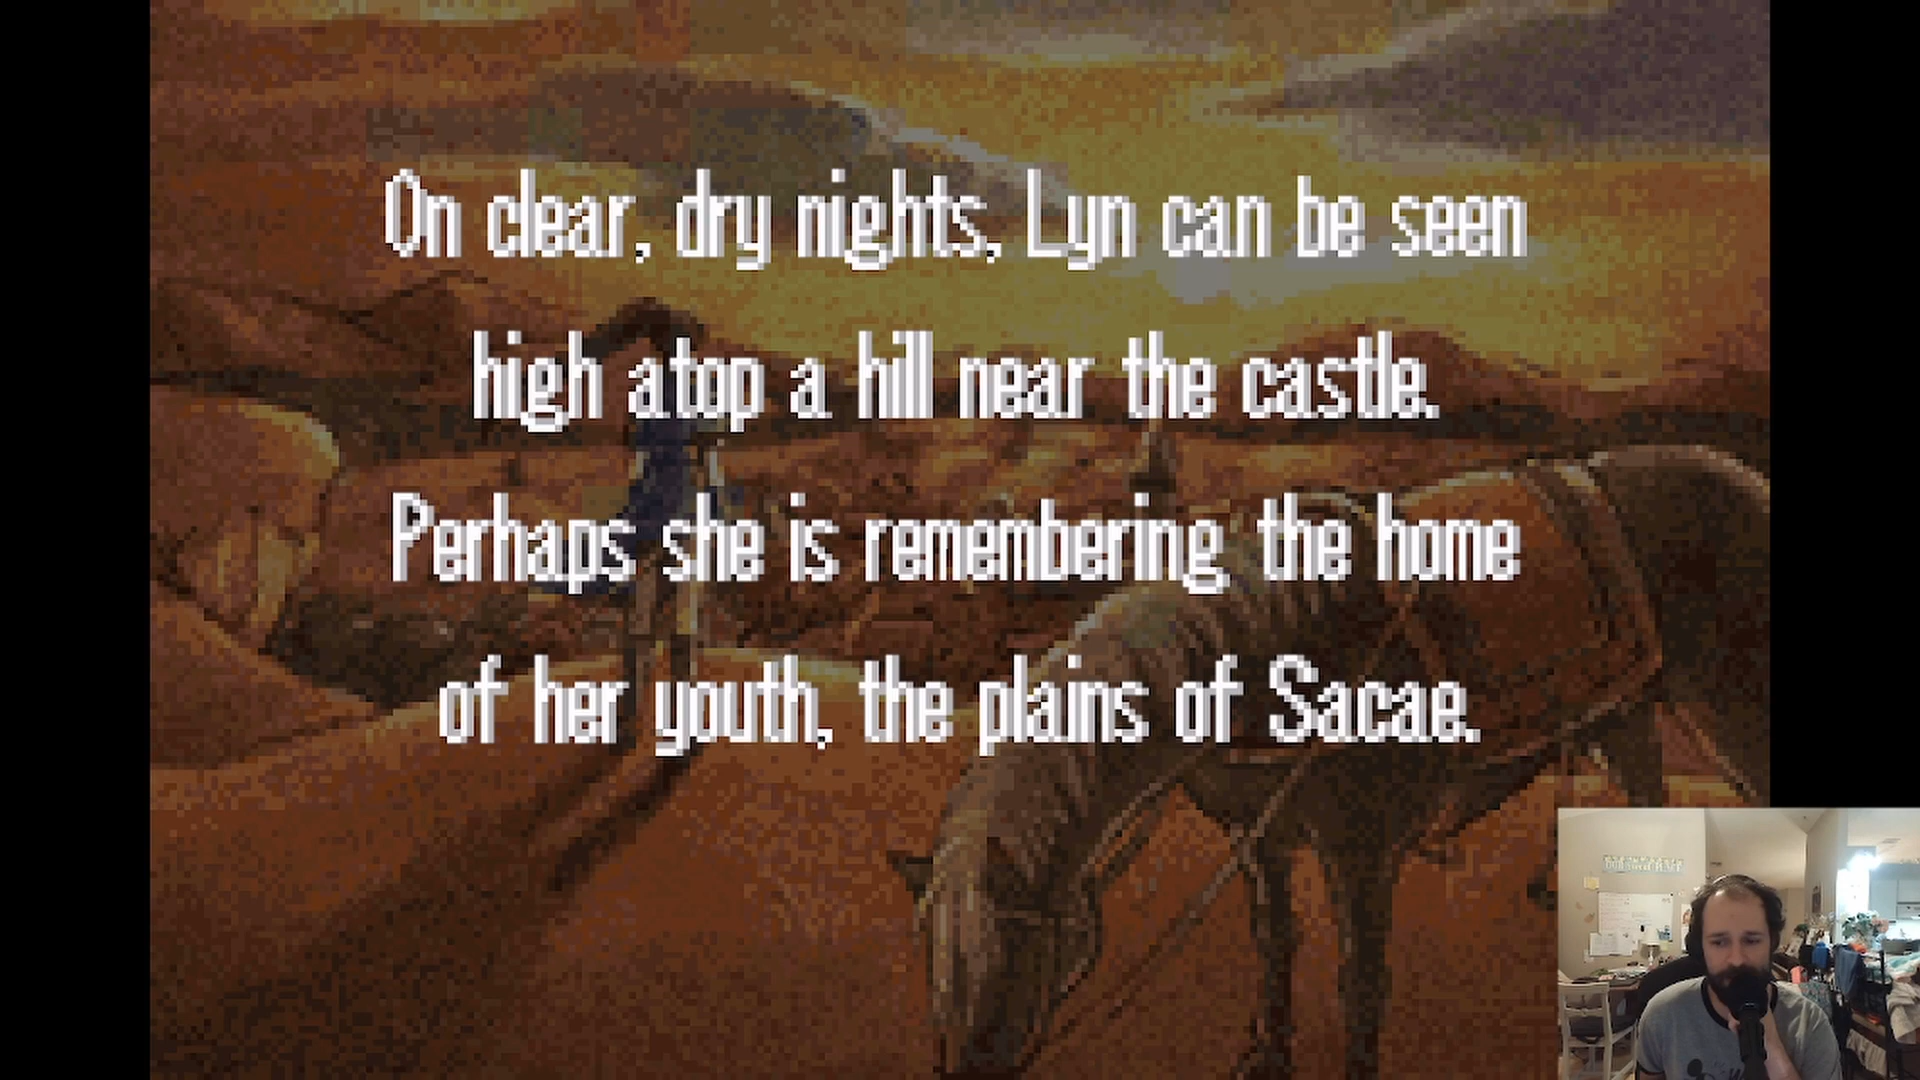 On clear, dry nights, Lyn can be seen
high atop a hill near the castle.
Perhaps she is remembering the home
of her youth, the plains of Sacae.